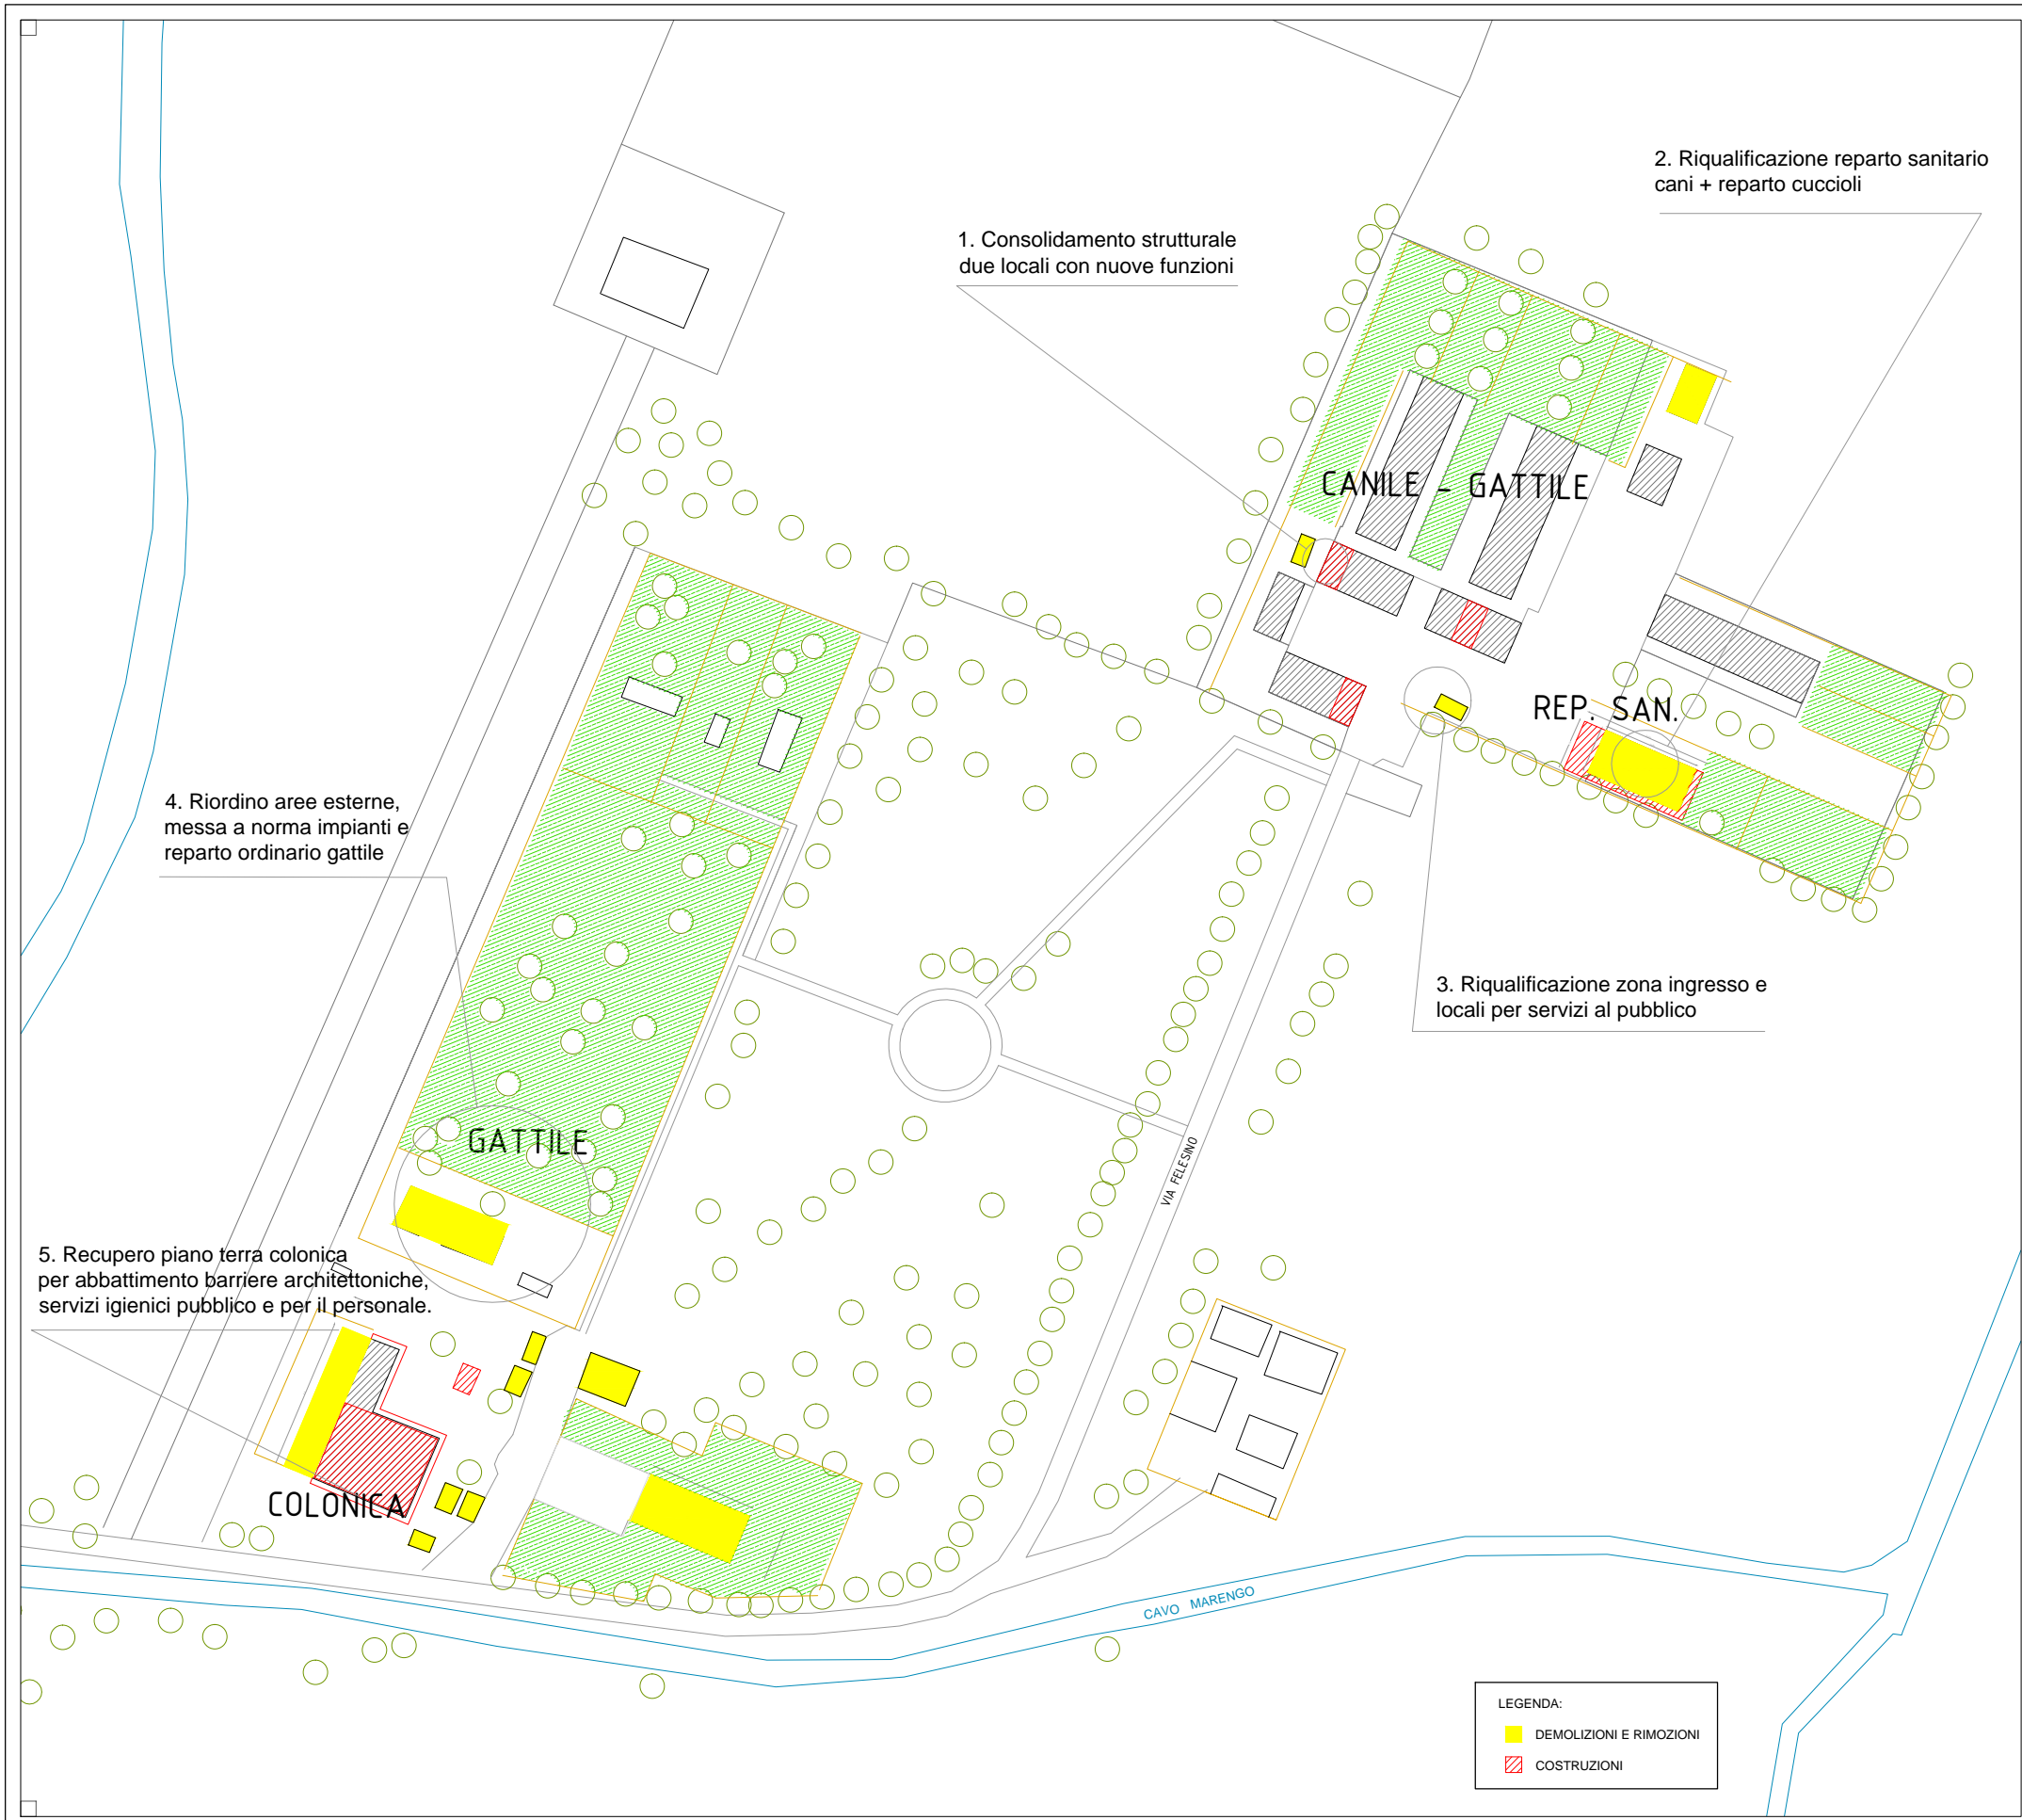 2. Riqualificazione reparto sanitario
cani + reparto cuccioli
1. Consolidamento strutturale
due locali con nuove funzioni
CANILE - GATTILE
REP. SAN.
4. Riordino aree esterne,
messa a norma impianti e
reparto ordinario gattile
3. Riqualificazione zona ingresso e
locali per servizi al pubblico
GATTILE
VIA FELESINO
5. Recupero piano terra colonica
per abbattimento barriere architettoniche,
servizi igienici pubblico e per il personale.
COLONICA
CAVO MARENGO
LEGENDA:
DEMOLIZIONI E RIMOZIONI
COSTRUZIONI